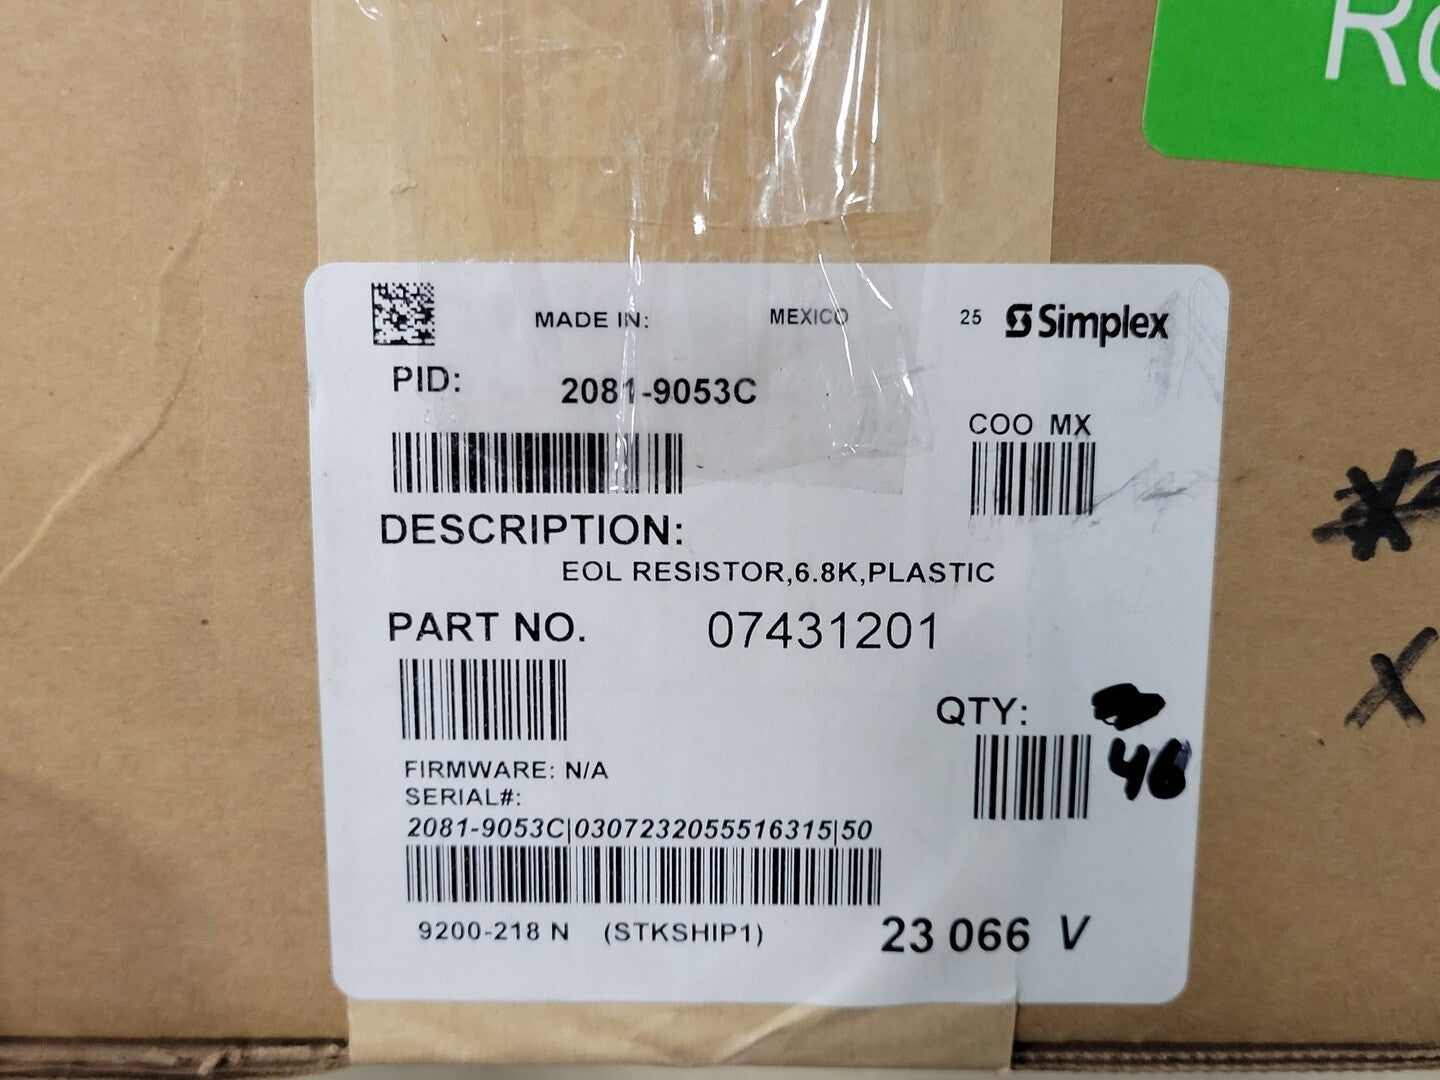 Ro
MADE IN: MEXICO 25 Simplex
PID: 2081-9053C
COO MX
DESCRIPTION:
EOL RESISTOR,6.8K,PLASTIC
PART NO. 07431201
QTY:
46
FIRMWARE: N/A
SERIAL#:
2081-9053C|0307232055516315|50
9200-218 N (STKSHIP1) 23 066 V
X